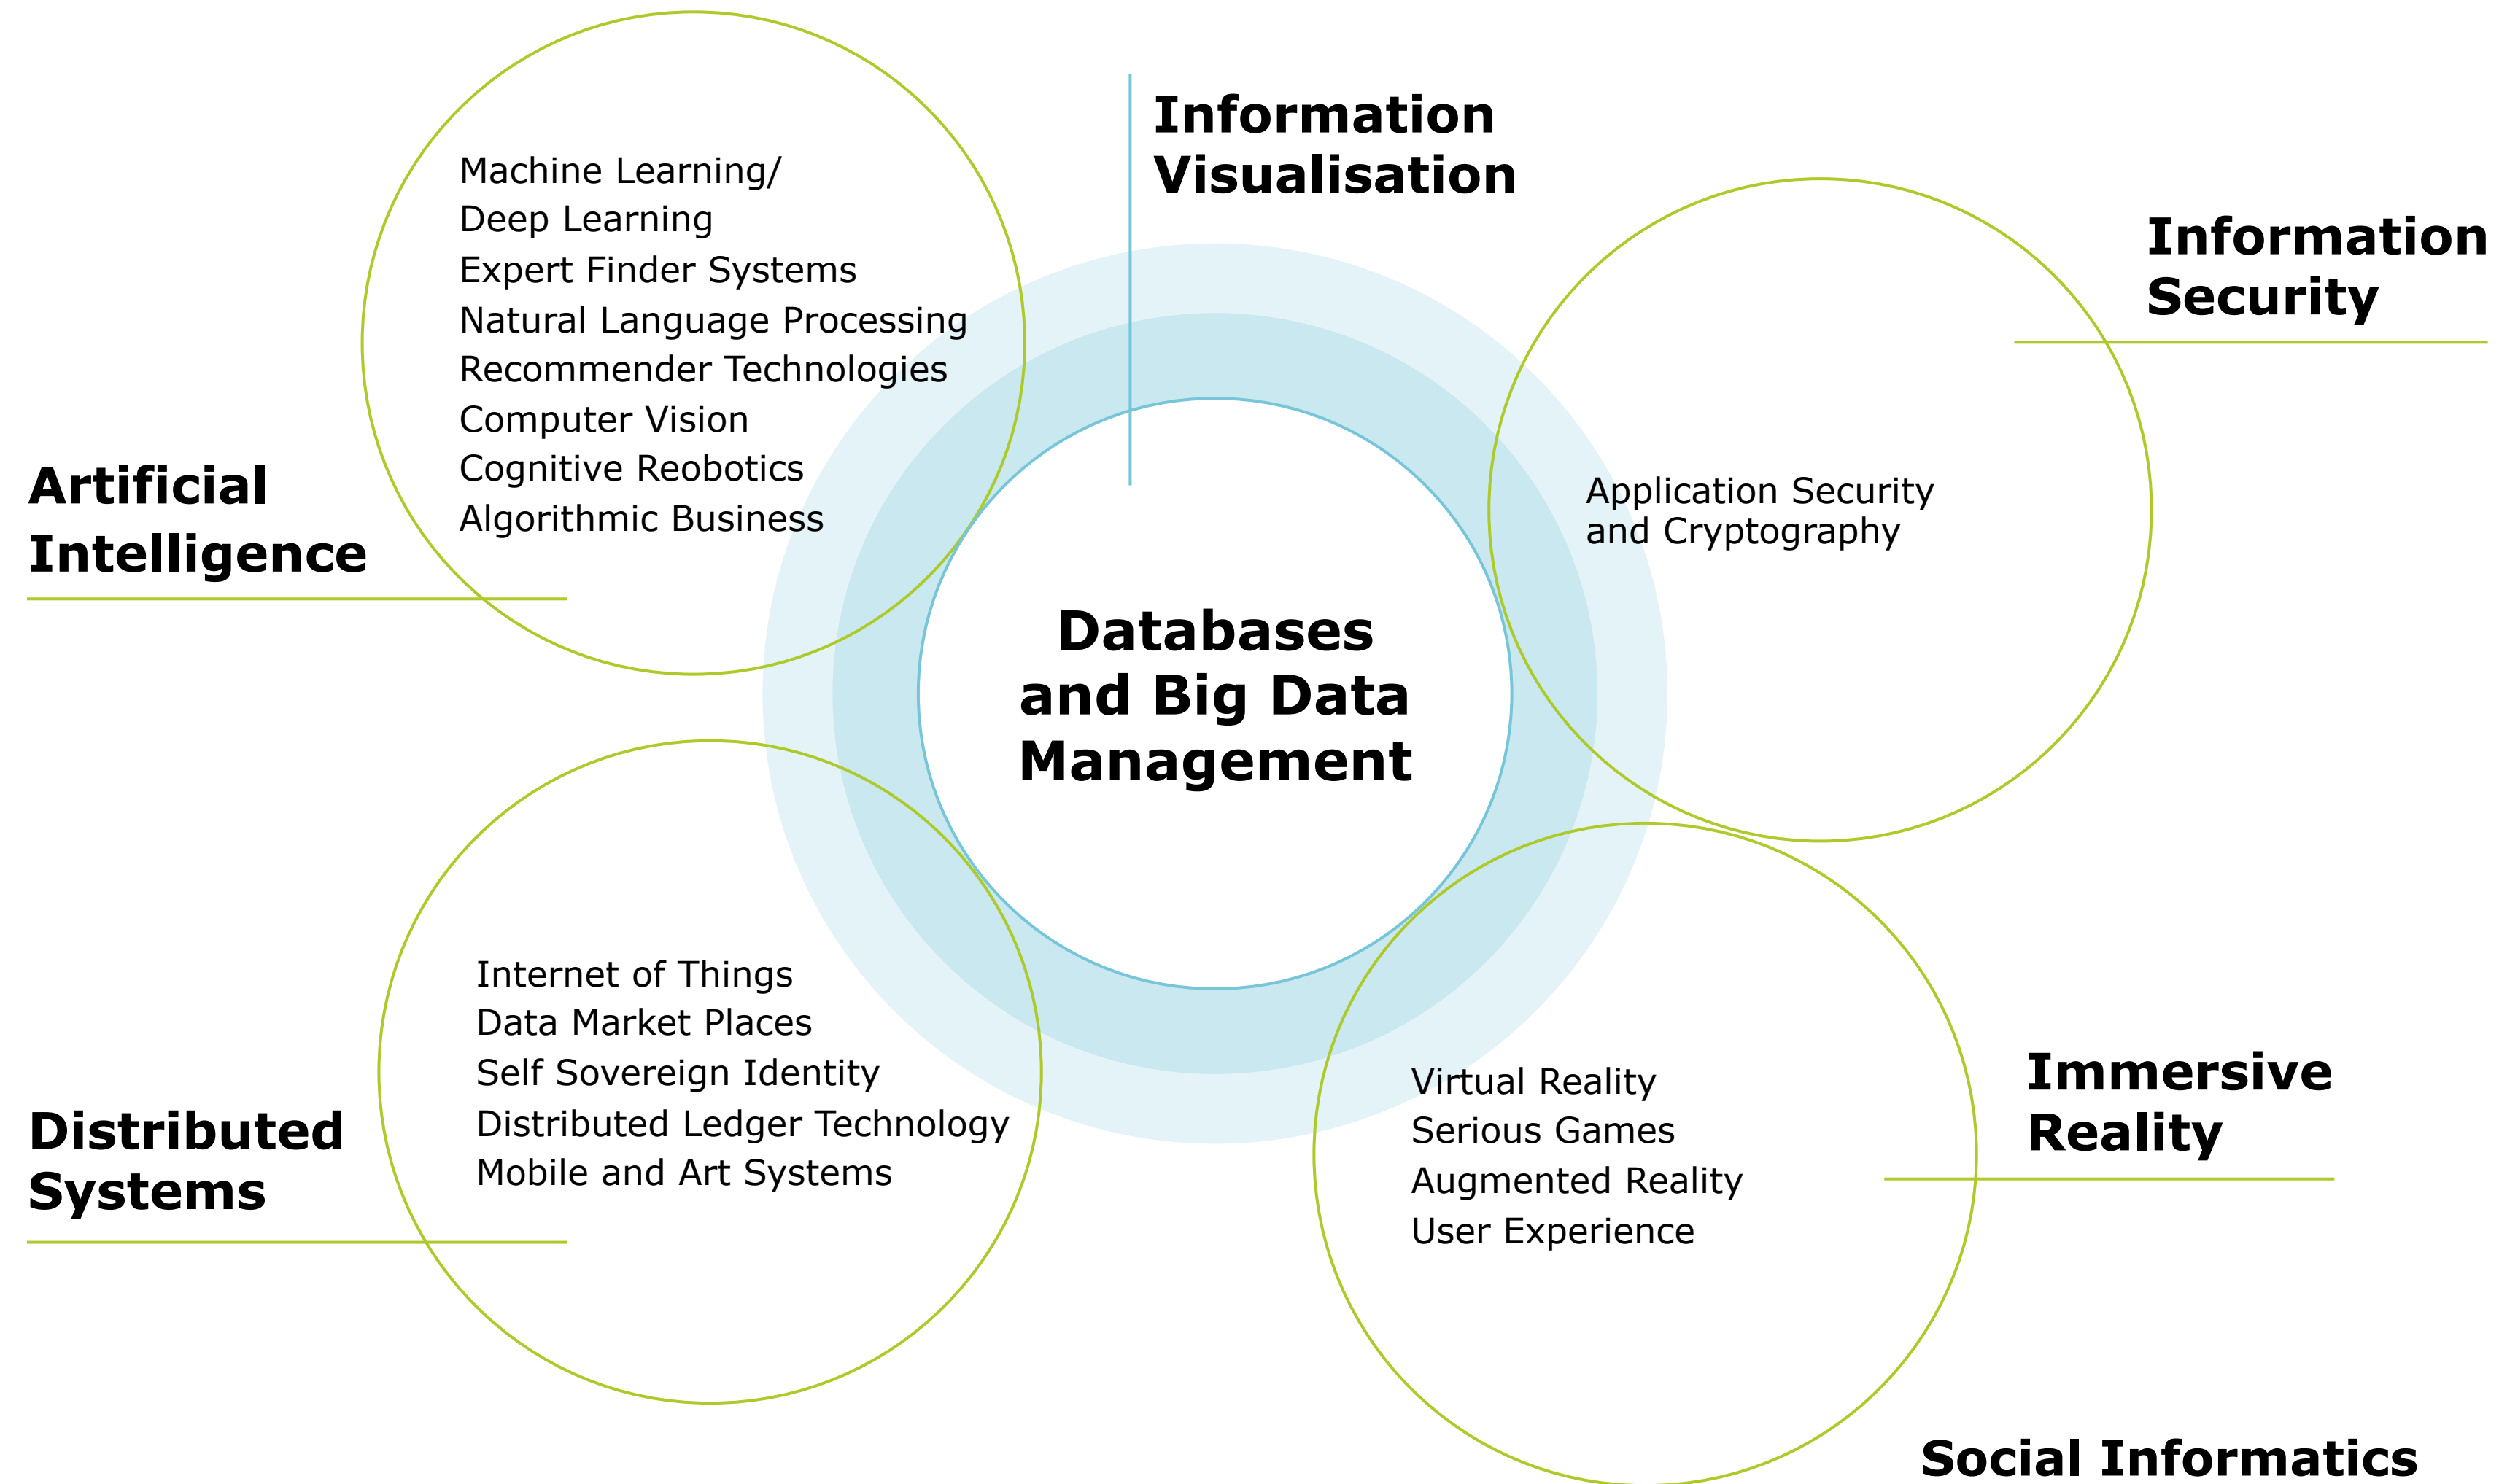 Information
Visualisation
Machine Learning/
Deep Learning
Expert Finder Systems
Natural Language Processing
Recommender Technologies
Computer Vision
Cognitive Reobotics
Algorithmic Business
Artificial
Intelligence
Information
Security
Application Security
and Cryptography
Databases
and Big Data
Management
Internet of Things
Data Market Places
Self Sovereign Identity
Distributed Ledger Technology
Mobile and Art Systems
Distributed
Systems
Virtual Reality
Serious Games
Augmented Reality
User Experience
Immersive
Reality
Social Informatics